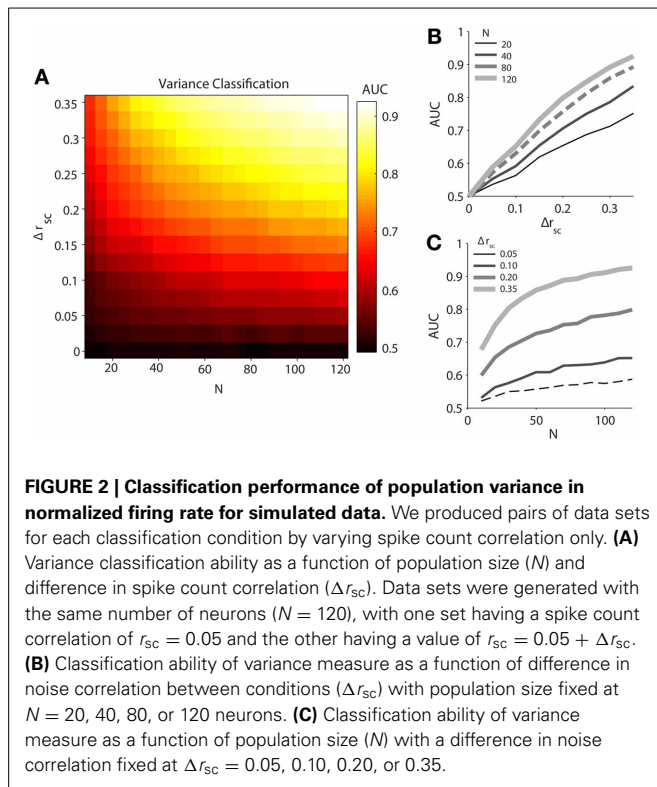 A
Variance Classification
AUC
0.35
0.3
0.25
0.2
0.15
0.1
0.05
0
Δ rsc
20
40
60
80
100
120
N
0.9
0.8
0.7
0.6
0.5
B
N
20
40
80
120
1
0.9
0.8
0.7
0.6
0.5
AUC
0
0.1
0.2
0.3
Δrsc
C
Δrsc
0.05
0.10
0.20
0.35
1
0.9
0.8
0.7
0.6
0.5
AUC
0
50
100
N
FIGURE 2 | Classification performance of population variance in
normalized firing rate for simulated data. We produced pairs of data sets
for each classification condition by varying spike count correlation only. (A)
Variance classification ability as a function of population size (N) and
difference in spike count correlation (Δrsc). Data sets were generated with
the same number of neurons (N = 120), with one set having a spike count
correlation of rsc = 0.05 and the other having a value of rsc = 0.05 + Δrsc.
(B) Classification ability of variance measure as a function of difference in
noise correlation between conditions (Δrsc) with population size fixed at
N = 20, 40, 80, or 120 neurons. (C) Classification ability of variance
measure as a function of population size (N) with a difference in noise
correlation fixed at Δrsc = 0.05, 0.10, 0.20, or 0.35.